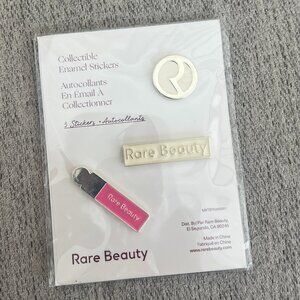 Collectible
Enamel Stickers
Autocollants
En Émail À
Collectionner
3 Stickers • Autocollants
R
Rare Beauty
Rare Beauty
Dist. By/Par Rare Beauty,
El Segundo, CA 90245
Made in China
Fabriqué en Chine
www.rarebeauty.com
Rare Beauty